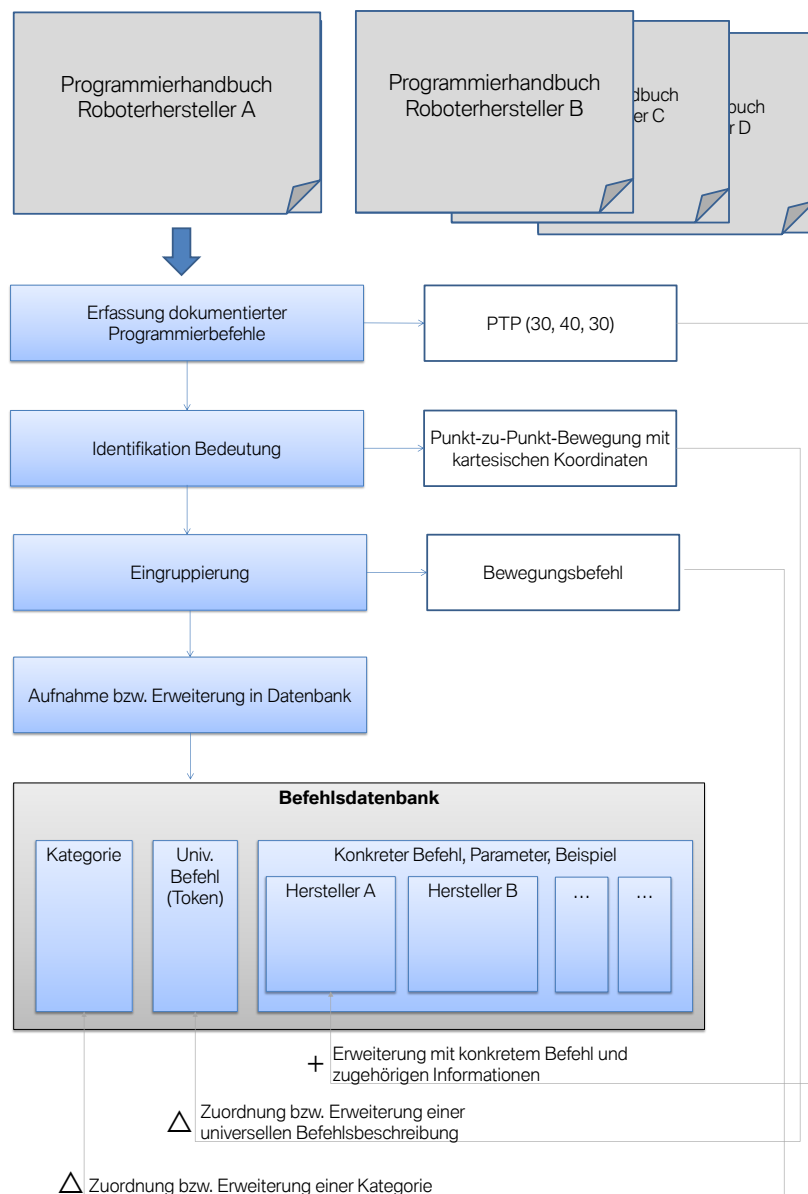 Programmierhandbuch
Roboterhersteller A
Programmierhandbuch
Roboterhersteller B
C
D
Erfassung dokumentierter
Programmierbefehle
PTP (30, 40, 30)
Identifikation Bedeutung
Punkt-zu-Punkt-Bewegung mit
kartesischen Koordinaten
Eingruppierung
Bewegungsbefehl
Aufnahme bzw. Erweiterung in Datenbank
Befehlsdatenbank
Kategorie
Univ.
Befehl
(Token)
Konkreter Befehl, Parameter, Beispiel
Hersteller A
Hersteller B
...
...
+ Erweiterung mit konkretem Befehl und
zugehörigen Informationen
△ Zuordnung bzw. Erweiterung einer
universellen Befehlsbeschreibung
△ Zuordnung bzw. Erweiterung einer Kategorie